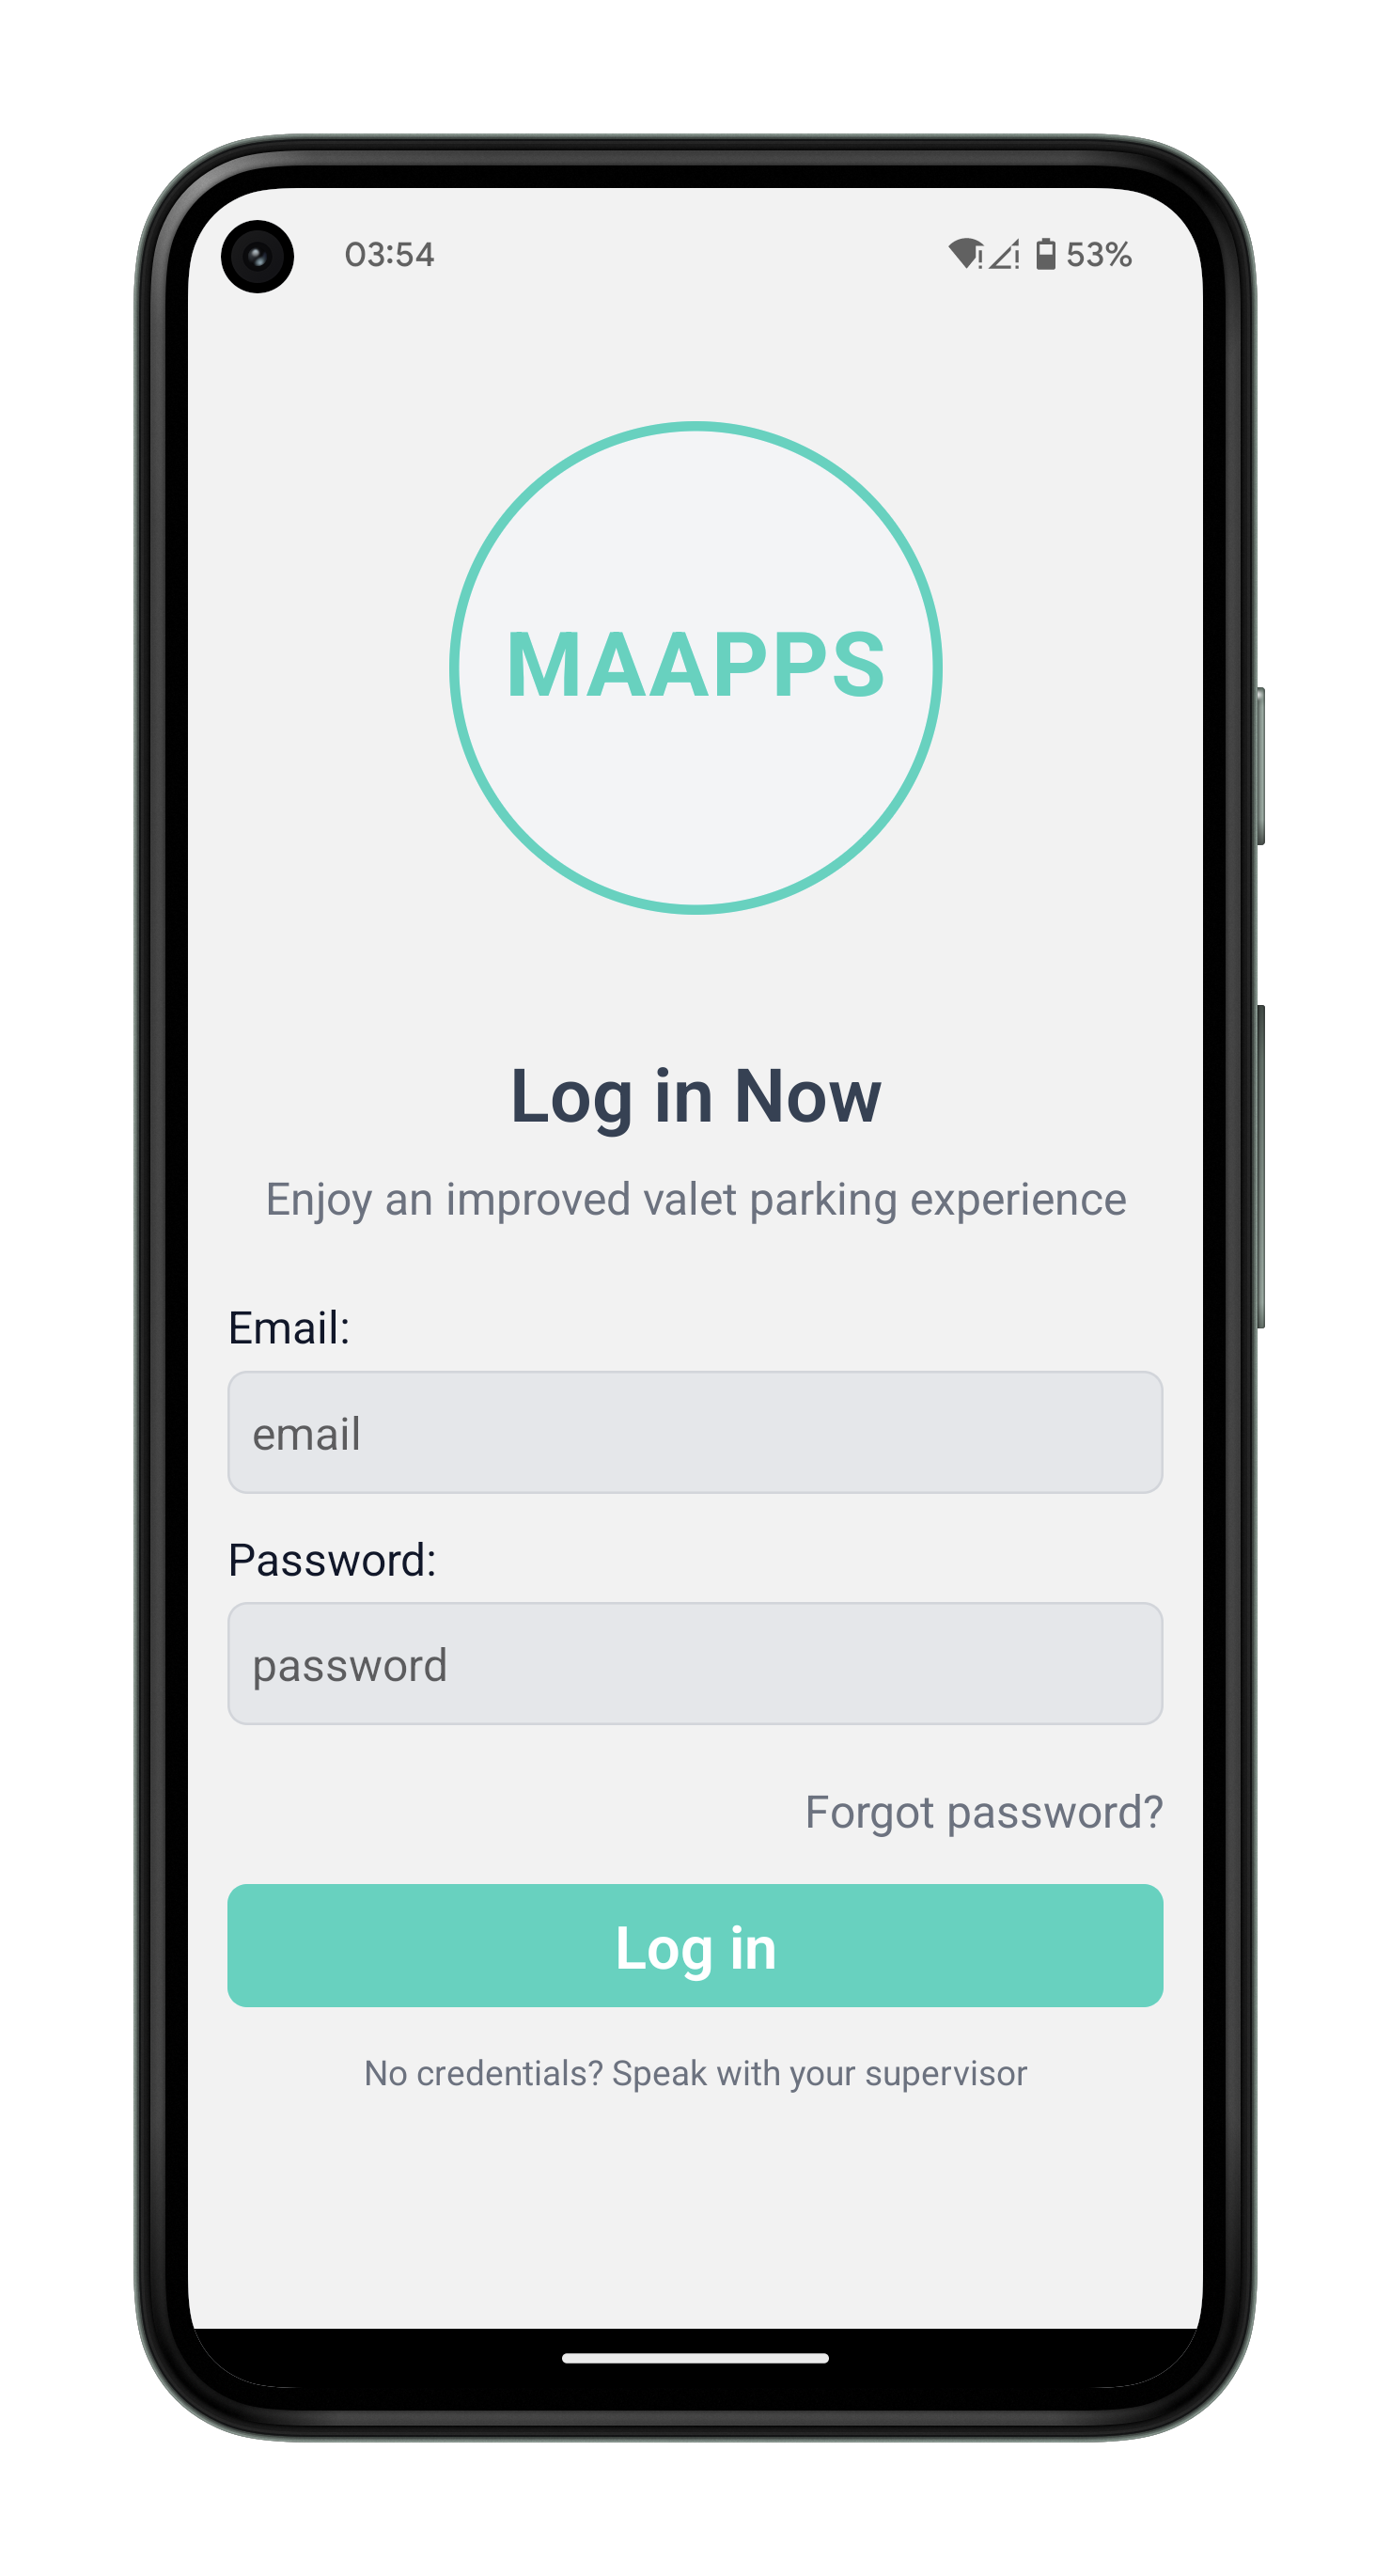 03:54
53%
MAAPPS
Log in Now
Enjoy an improved valet parking experience
Email:
email
Password:
password
Forgot password?
Log in
No credentials? Speak with your supervisor